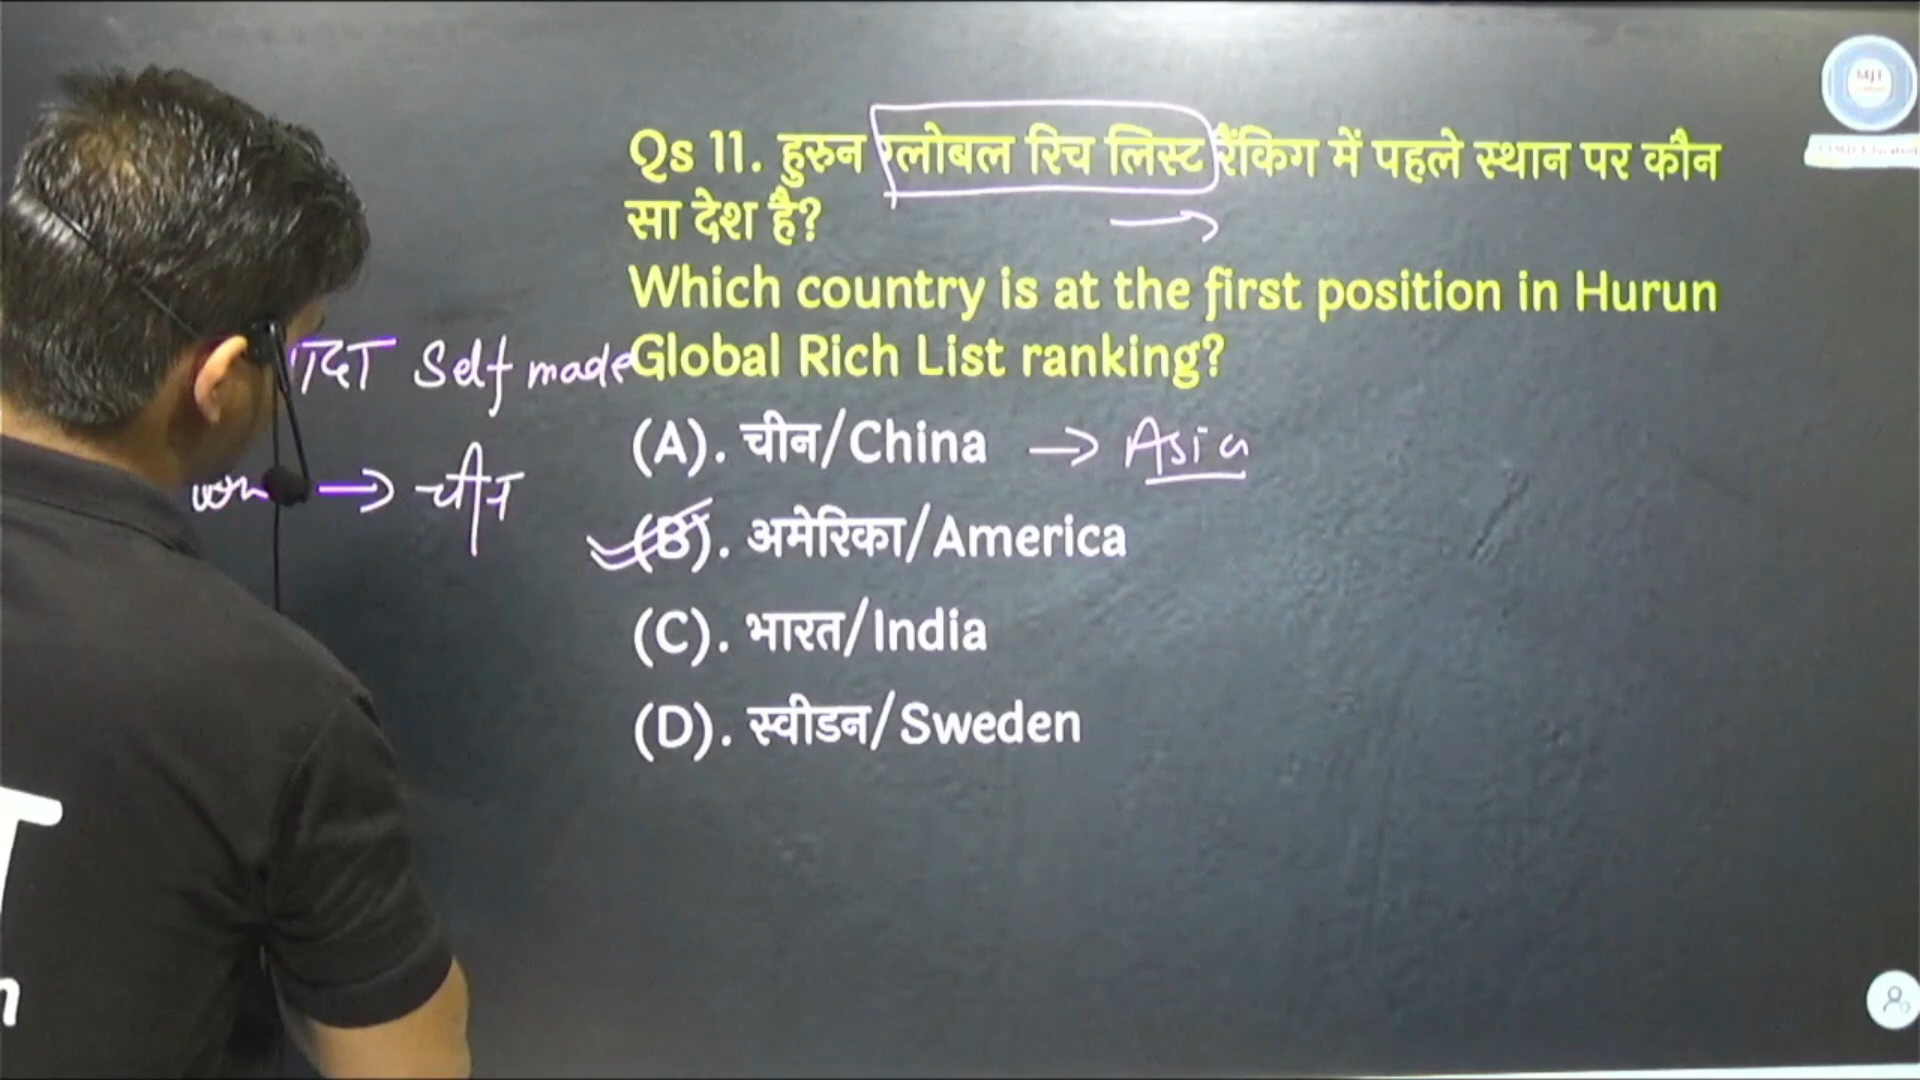 Qs 11. हुरुन ग्लोबल रिच लिस्ट रैंकिग में पहले स्थान पर कौन
सा देश है?
Which country is at the first position in Hurun
Global Rich List ranking?
Self made
(A). चीन/China → Asia
→ चीन
(B). अमेरिका/America
(C). भारत/India
(D). स्वीडन/Sweden